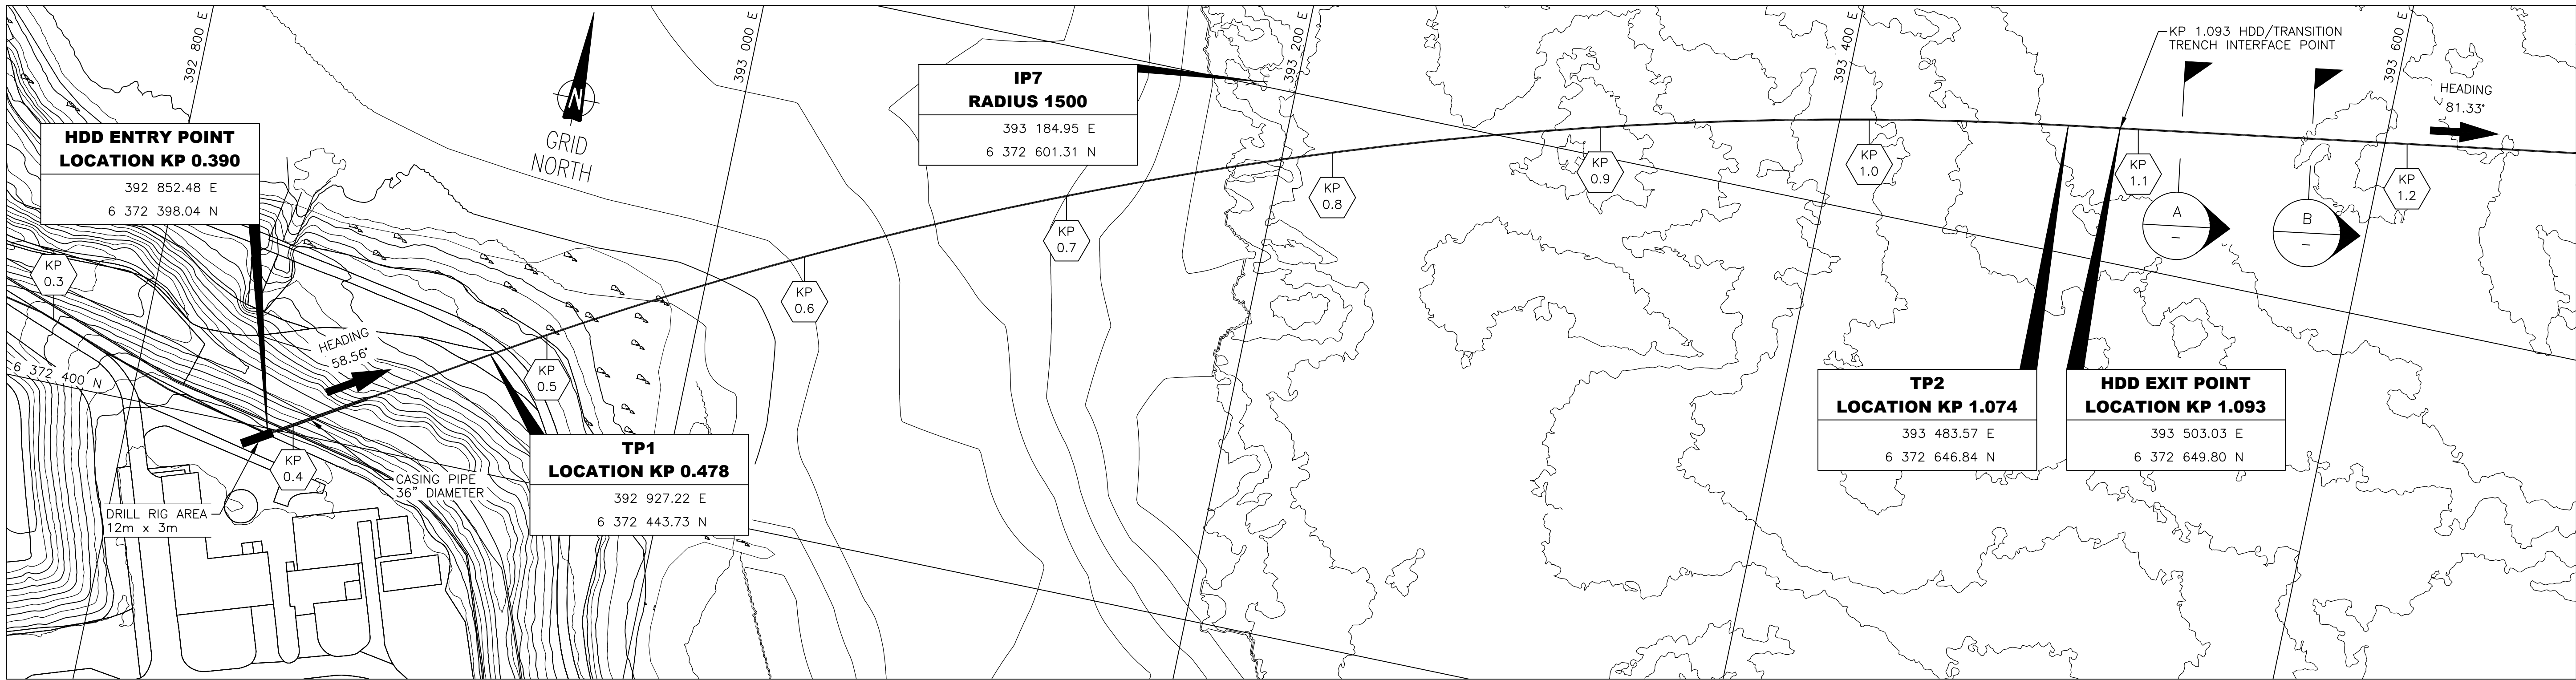 392 800 E
393 000 E
393 200 E
393 400 E
393 600 E
KP 1.093 HDD/TRANSITION
TRENCH INTERFACE POINT
HEADING
81.33°
IP7
RADIUS 1500
393 184.95 E
6 372 601.31 N
N
GRID
NORTH
HDD ENTRY POINT
LOCATION KP 0.390
392 852.48 E
6 372 398.04 N
KP
0.3
KP
0.4
KP
0.5
KP
0.6
KP
0.7
KP
0.8
KP
0.9
KP
1.0
KP
1.1
KP
1.2
A
–
B
–
HEADING
58.56°
6 372 400 N
TP1
LOCATION KP 0.478
392 927.22 E
6 372 443.73 N
TP2
LOCATION KP 1.074
393 483.57 E
6 372 646.84 N
HDD EXIT POINT
LOCATION KP 1.093
393 503.03 E
6 372 649.80 N
CASING PIPE
36" DIAMETER
DRILL RIG AREA
12m x 3m